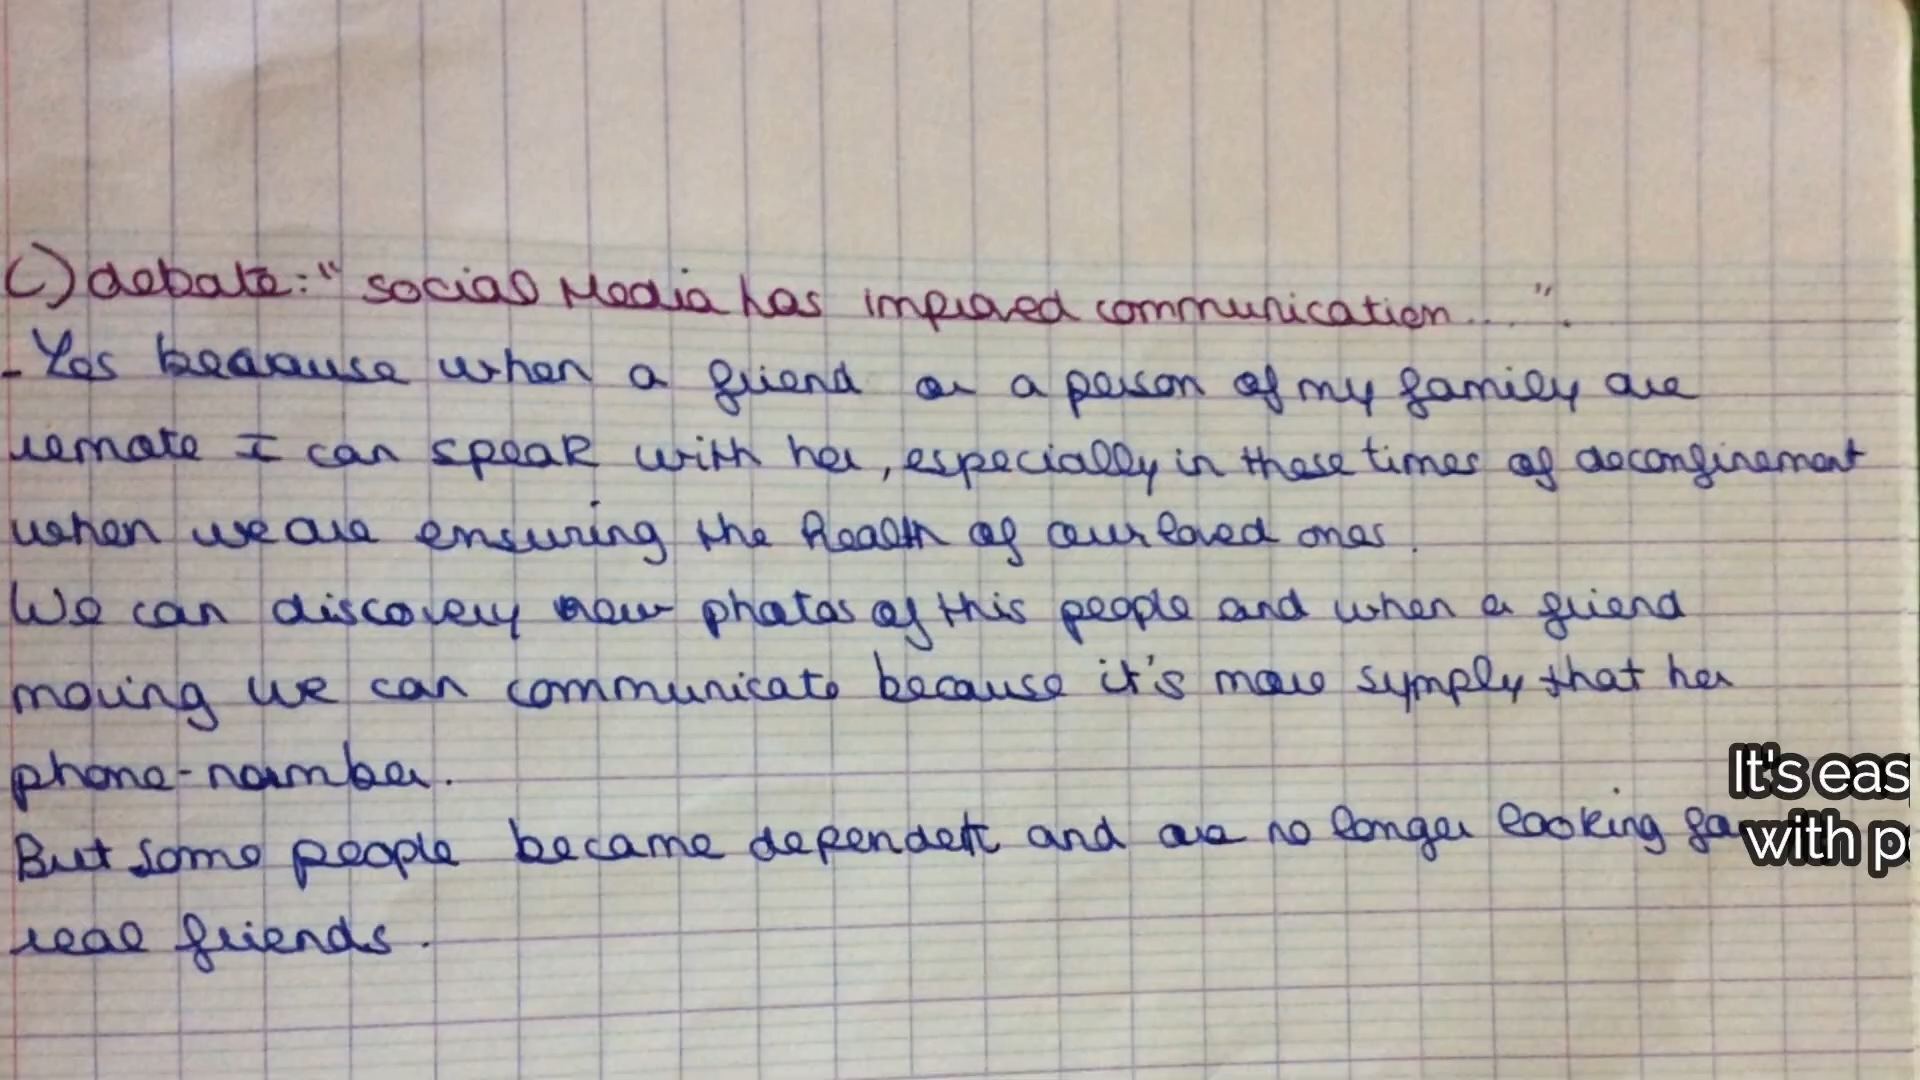 C) debate: "Social Media has improved communication....".
- Yes because when a friend or a person of my family are
remote I can speak with her, especially in these times of deconfinement
when we are ensuring the health of our loved ones.
We can discovery new photos of this people and when a friend
moving we can communicate because it's more symply that her
phone-number.
But some people became dependent and are no longer looking for
real friends.
It's eas
with p